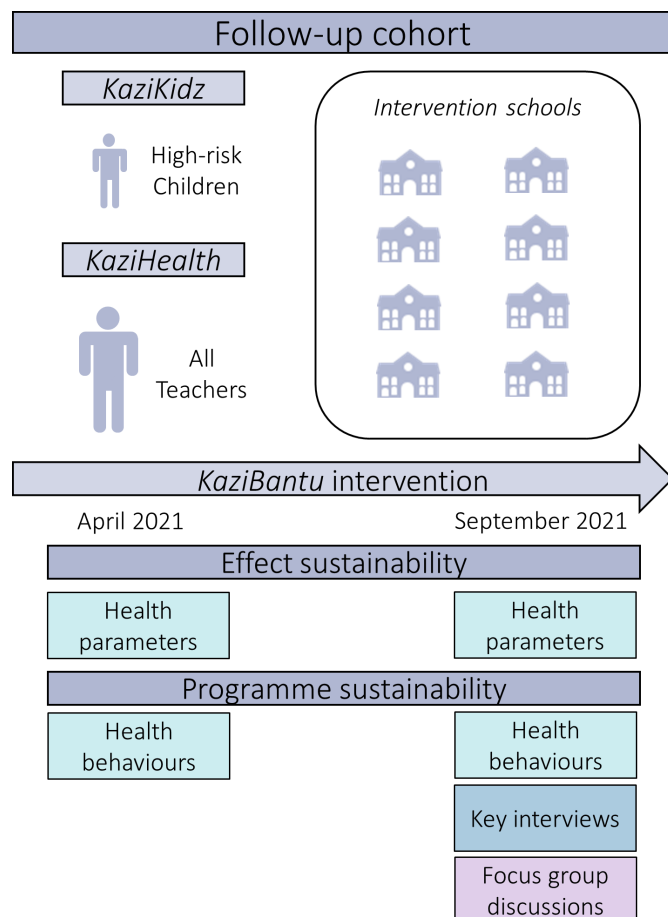 Follow-up cohort
KaziKidz
High-risk
Children
KaziHealth
All
Teachers
Intervention schools
KaziBantu intervention
April 2021
September 2021
Effect sustainability
Health
parameters
Health
parameters
Programme sustainability
Health
behaviours
Health
behaviours
Key interviews
Focus group
discussions